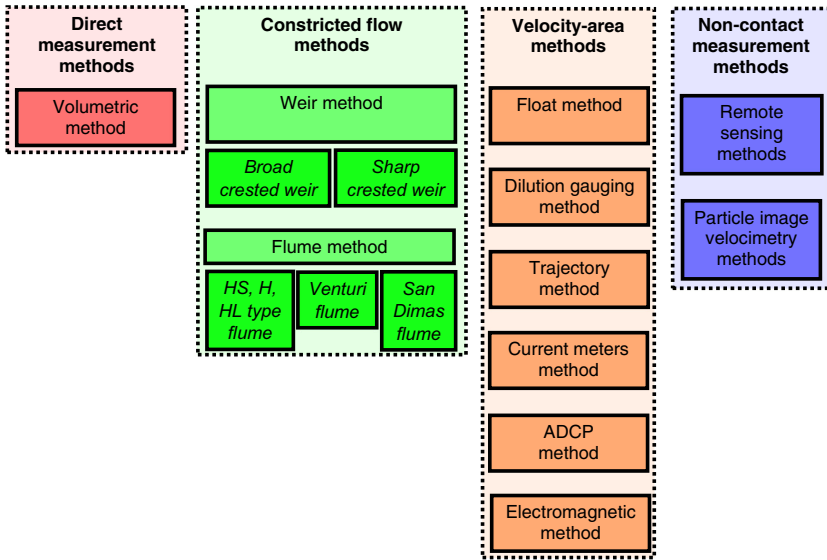 Direct
measurement
methods
Volumetric
method
Constricted flow
methods
Weir method
Broad
crested weir
Sharp
crested weir
Flume method
HS, H,
HL type
flume
Venturi
flume
San
Dimas
flume
Velocity-area
methods
Float method
Dilution gauging
method
Trajectory
method
Current meters
method
ADCP
method
Electromagnetic
method
Non-contact
measurement
methods
Remote
sensing
methods
Particle image
velocimetry
methods